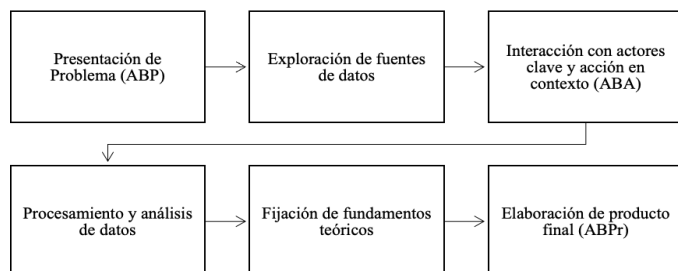 Presentación de
Problema (ABP)
Exploración de fuentes
de datos
Interacción con actores
clave y acción en
contexto (ABA)
Procesamiento y análisis
de datos
Fijación de fundamentos
teóricos
Elaboración de producto
final (ABPr)